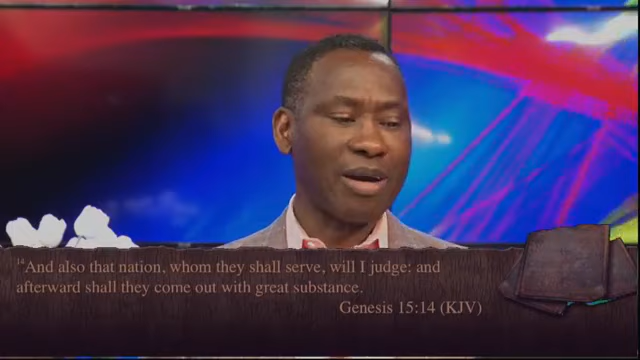 14And also that nation, whom they shall serve, will I judge: and
afterward shall they come out with great substance.
Genesis 15:14 (KJV)